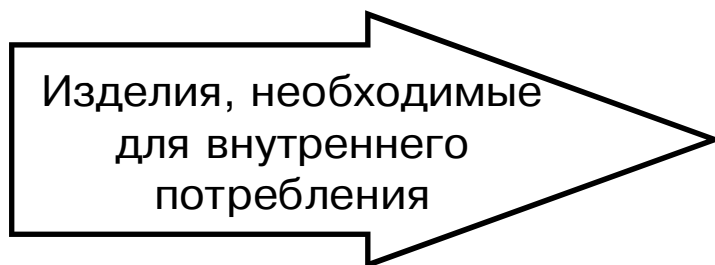 Изделия, необходимые
для внутреннего
потребления